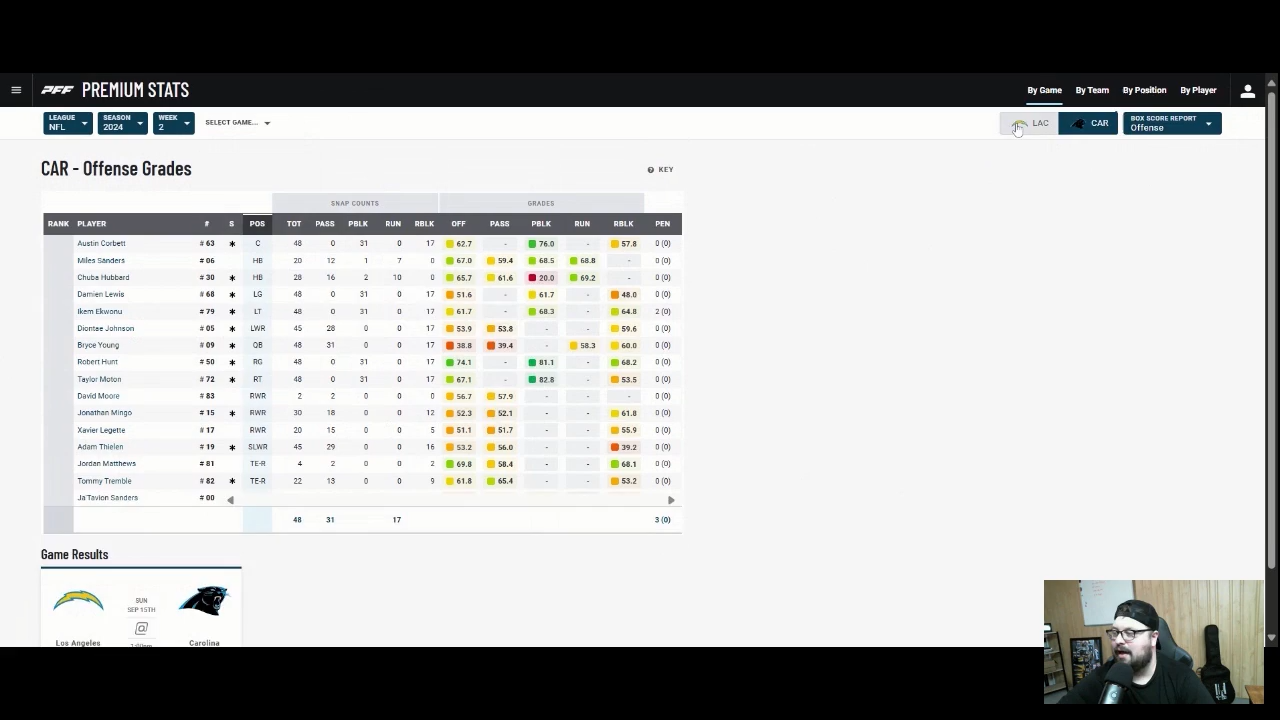 PFF PREMIUM STATS By Game By Team By Position By Player
LEAGUE NFL SEASON 2024 WEEK 2 SELECT GAME... LAC CAR BOX SCORE REPORT Offense
CAR - Offense Grades KEY
SNAP COUNTS GRADES
RANK PLAYER # S POS TOT PASS PBLK RUN RBLK OFF PASS PBLK RUN RBLK PEN
Austin Corbett # 63 * C 48 0 31 0 17 62.7 - 76.0 - 57.8 0 (0)
Miles Sanders # 06 HB 20 12 1 7 0 67.0 59.4 68.5 68.8 - 0 (0)
Chuba Hubbard # 30 * HB 28 16 2 10 0 65.7 61.6 20.0 69.2 - 0 (0)
Damien Lewis # 68 * LG 48 0 31 0 17 51.6 - 61.7 - 48.0 0 (0)
Ikem Ekwonu # 79 * LT 48 0 31 0 17 61.7 - 68.3 - 64.8 2 (0)
Diontae Johnson # 05 * LWR 45 28 0 0 17 53.9 53.8 - - 59.6 0 (0)
Bryce Young # 09 * QB 48 31 0 0 17 38.8 39.4 - 58.3 60.0 0 (0)
Robert Hunt # 50 * RG 48 0 31 0 17 74.1 - 81.1 - 68.2 0 (0)
Taylor Moton # 72 * RT 48 0 31 0 17 67.1 - 82.8 - 53.5 0 (0)
David Moore # 83 RWR 2 2 0 0 0 56.7 57.9 - - - 0 (0)
Jonathan Mingo # 15 * RWR 30 18 0 0 12 52.3 52.1 - - 61.8 0 (0)
Xavier Legette # 17 RWR 20 15 0 0 5 51.1 51.7 - - 55.9 0 (0)
Adam Thielen # 19 * SLWR 45 29 0 0 16 53.2 56.0 - - 39.2 0 (0)
Jordan Matthews # 81 TE-R 4 2 0 0 2 69.8 58.4 - - 68.1 0 (0)
Tommy Tremble # 82 * TE-R 22 13 0 0 9 61.8 65.4 - - 53.2 0 (0)
Ja'Tavion Sanders # 00
48 31 17 3 (0)
Game Results
SUN
SEP 15TH
@
Los Angeles Carolina